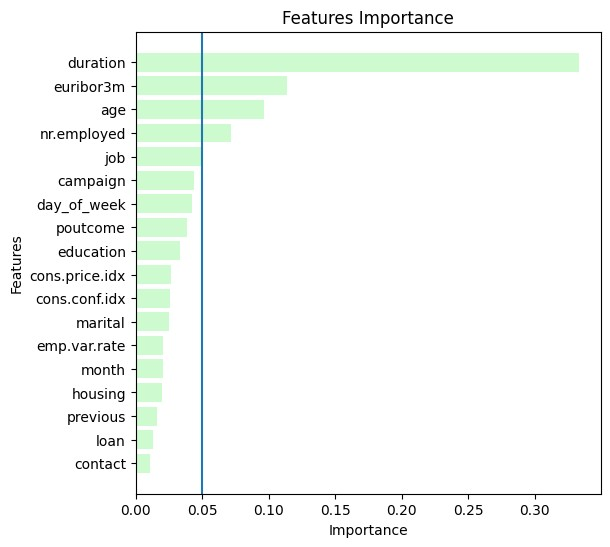 Features Importance
duration
euribor3m
age
nr.employed
job
campaign
day_of_week
poutcome
education
cons.price.idx
cons.conf.idx
marital
emp.var.rate
month
housing
previous
loan
contact
Features
0.00 0.05 0.10 0.15 0.20 0.25 0.30
Importance